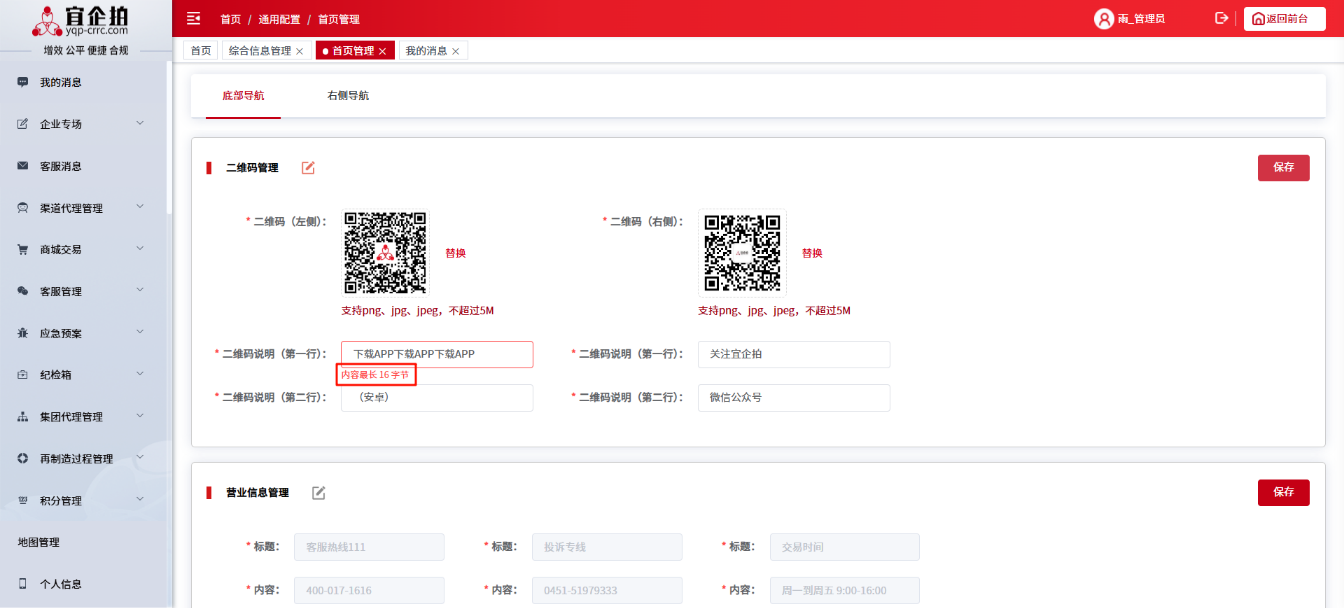 宜企拍
yqp-crrc.com
增效 公平 便捷 合规
首页 / 通用配置 / 首页管理
雨_管理员
返回前台
首页
综合信息管理 ×
首页管理 ×
我的消息 ×
我的消息
企业专场
客服消息
渠道代理管理
商城交易
客服管理
应急预案
纪检箱
集团代理管理
再制造过程管理
积分管理
地图管理
个人信息
底部导航
右侧导航
二维码管理
保存
* 二维码（左侧）：
替换
支持png、jpg、jpeg，不超过5M
* 二维码（右侧）：
替换
支持png、jpg、jpeg，不超过5M
* 二维码说明（第一行）： 下载APP下载APP下载APP
内容最长 16 字节
* 二维码说明（第一行）： 关注宜企拍
* 二维码说明（第二行）： （安卓）
* 二维码说明（第二行）： 微信公众号
营业信息管理
保存
* 标题： 客服热线111
* 标题： 投诉专线
* 标题： 交易时间
* 内容： 400-017-1616
* 内容： 0451-51979333
* 内容： 周一到周五 9:00-16:00